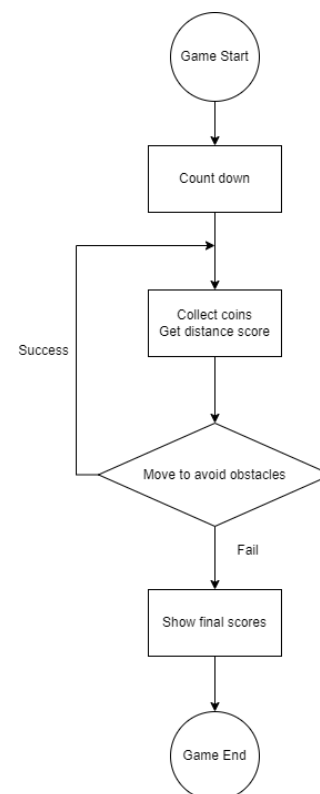 Game Start
Count down
Collect coins
Get distance score
Success
Move to avoid obstacles
Fail
Show final scores
Game End